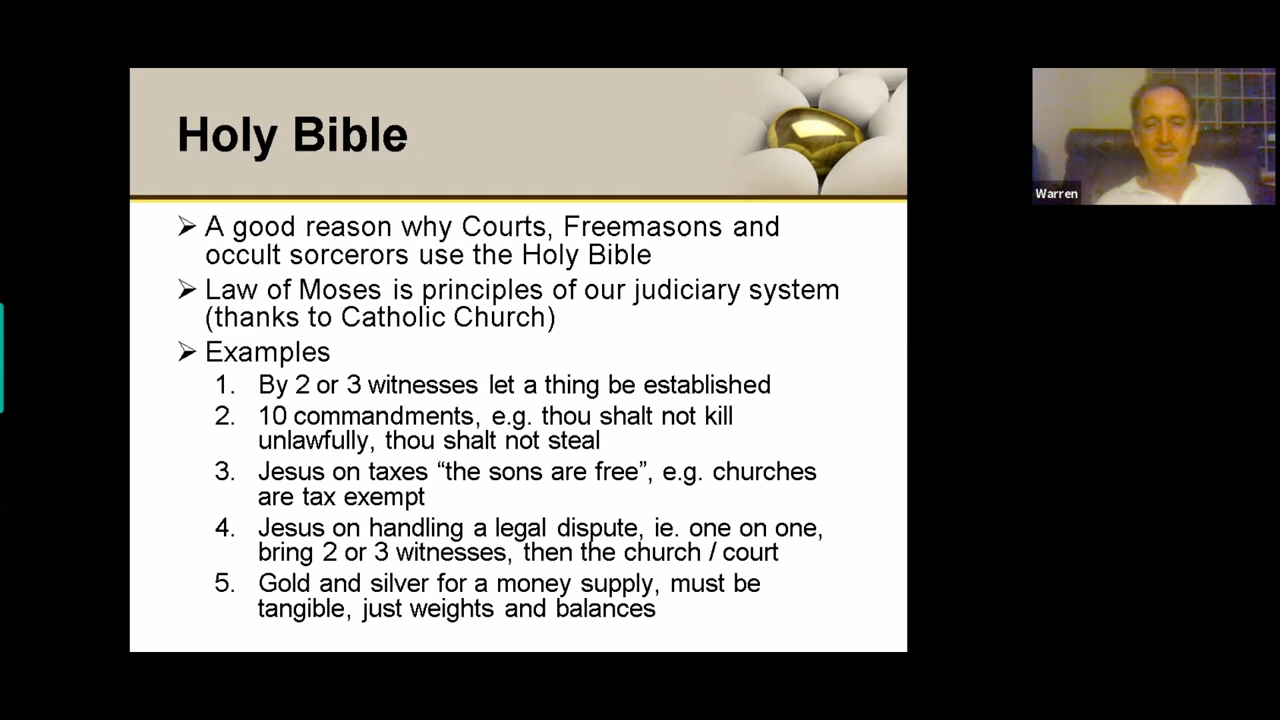 Holy Bible
➢ A good reason why Courts, Freemasons and
occult sorcerors use the Holy Bible
➢ Law of Moses is principles of our judiciary system
(thanks to Catholic Church)
➢ Examples
1. By 2 or 3 witnesses let a thing be established
2. 10 commandments, e.g. thou shalt not kill
unlawfully, thou shalt not steal
3. Jesus on taxes “the sons are free”, e.g. churches
are tax exempt
4. Jesus on handling a legal dispute, ie. one on one,
bring 2 or 3 witnesses, then the church / court
5. Gold and silver for a money supply, must be
tangible, just weights and balances
Warren